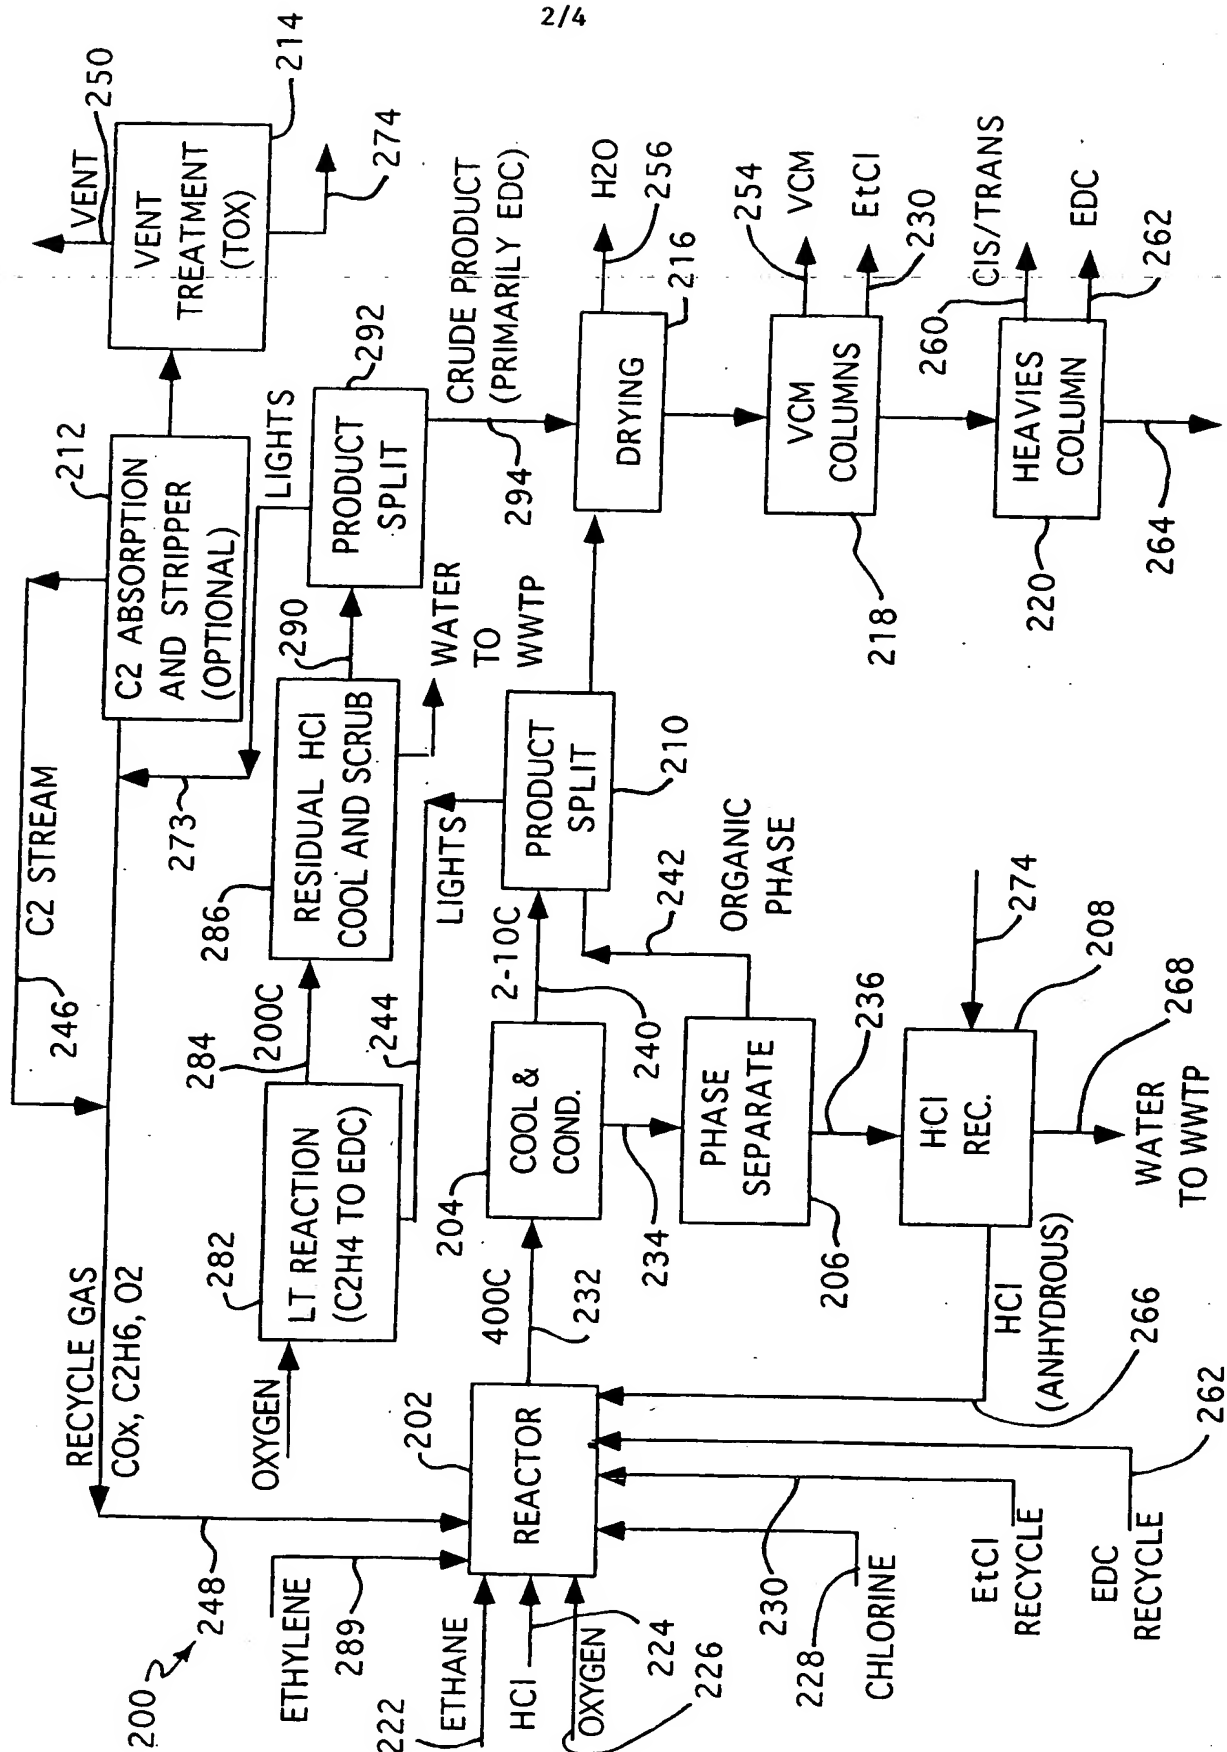 2/4
200
248
RECYCLE GAS
COx, C2H6, O2
246
C2 STREAM
273
212
C2 ABSORPTION
AND STRIPPER
(OPTIONAL)
VENT
250
VENT
TREATMENT
(TOX)
214
274
ETHYLENE
289
OXYGEN
282
LT REACTION
(C2H4 TO EDC)
284
200C
244
286
RESIDUAL HCl
COOL AND SCRUB
290
WATER
TO
WWTP
LIGHTS
PRODUCT
SPLIT
292
CRUDE PRODUCT
(PRIMARILY EDC)
294
222
ETHANE
HCl
224
OXYGEN
226
REACTOR
202
400C
232
204
COOL &
COND.
234
2-10C
240
LIGHTS
PRODUCT
SPLIT
210
DRYING
216
H2O
256
PHASE
SEPARATE
206
242
ORGANIC
PHASE
236
VCM
COLUMNS
218
254
VCM
EtCl
230
228
CHLORINE
230
EtCl
RECYCLE
EDC
RECYCLE
262
HCl
(ANHYDROUS)
266
HCl
REC.
208
274
268
WATER
TO WWTP
HEAVIES
COLUMN
220
260
CIS/TRANS
EDC
262
264